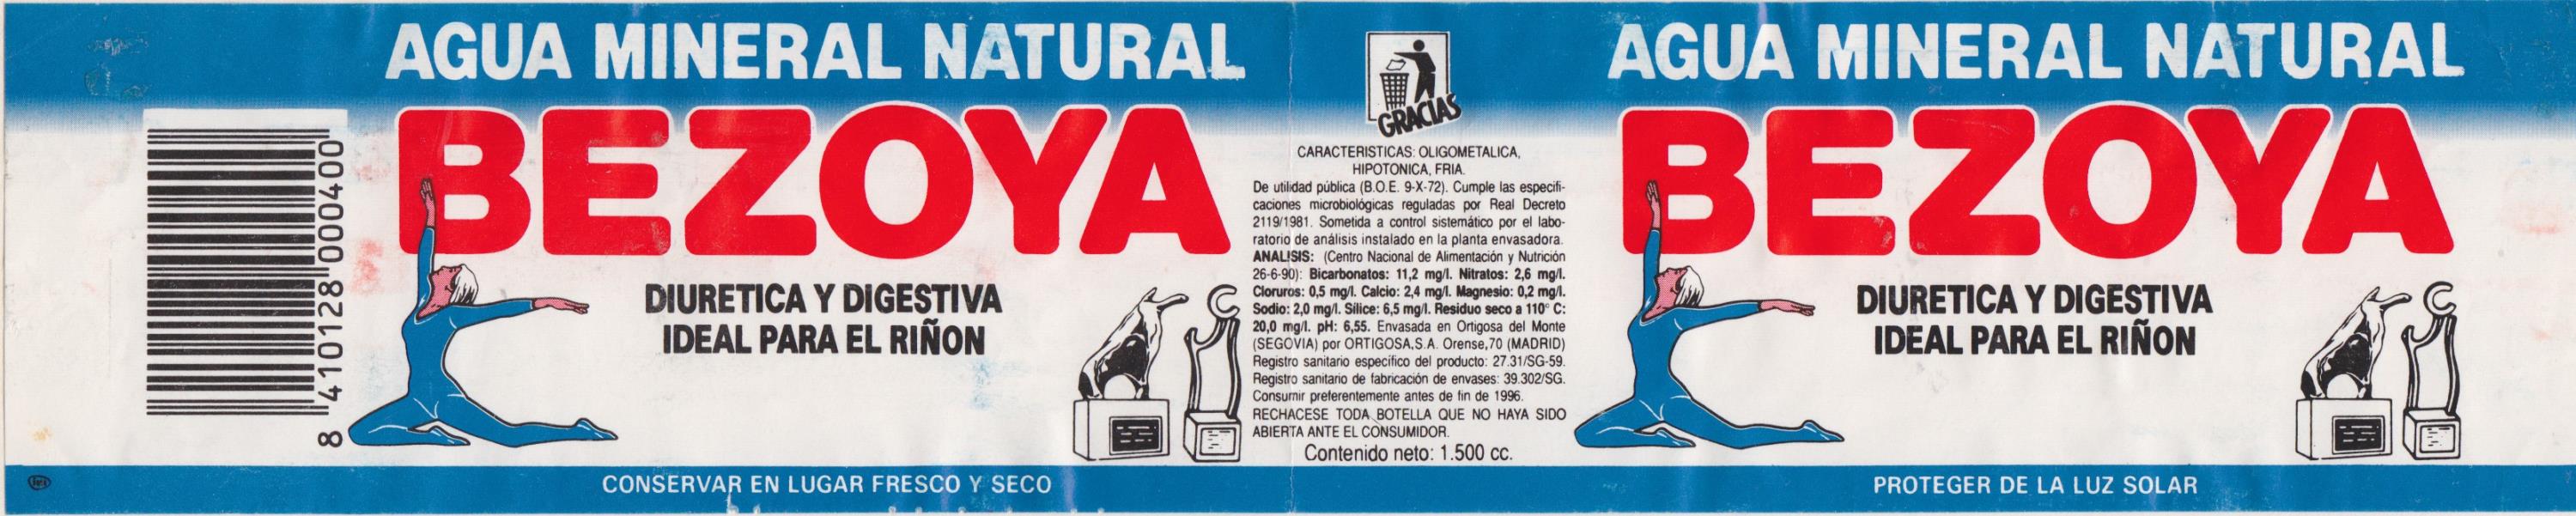 AGUA MINERAL NATURAL
BEZOYA
8 410128 000400
DIURETICA Y DIGESTIVA
IDEAL PARA EL RIÑON
CONSERVAR EN LUGAR FRESCO Y SECO
GRACIAS
CARACTERISTICAS: OLIGOMETALICA,
HIPOTONICA, FRIA.
De utilidad pública (B.O.E. 9-X-72). Cumple las especifi-
caciones microbiológicas reguladas por Real Decreto
2119/1981. Sometida a control sistemático por el labo-
ratorio de análisis instalado en la planta envasadora.
ANALISIS: (Centro Nacional de Alimentación y Nutrición
26-6-90): Bicarbonatos: 11,2 mg/l. Nitratos: 2,6 mg/l.
Cloruros: 0,5 mg/l. Calcio: 2,4 mg/l. Magnesio: 0,2 mg/l.
Sodio: 2,0 mg/l. Sílice: 6,5 mg/l. Residuo seco a 110° C:
20,0 mg/l. pH: 6,55. Envasada en Ortigosa del Monte
(SEGOVIA) por ORTIGOSA,S.A. Orense,70 (MADRID)
Registro sanitario específico del producto: 27.31/SG-59.
Registro sanitario de fabricación de envases: 39.302/SG.
Consumir preferentemente antes de fin de 1996.
RECHACESE TODA BOTELLA QUE NO HAYA SIDO
ABIERTA ANTE EL CONSUMIDOR.
Contenido neto: 1.500 cc.
AGUA MINERAL NATURAL
BEZOYA
DIURETICA Y DIGESTIVA
IDEAL PARA EL RIÑON
PROTEGER DE LA LUZ SOLAR